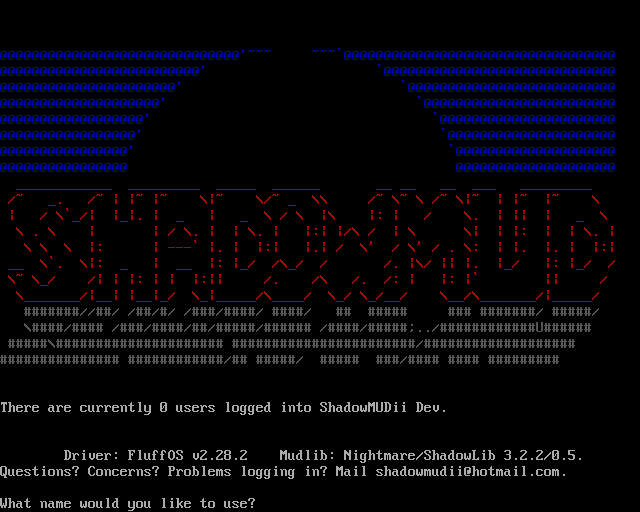 SHEDWMUD
There are currently 0 users logged into ShadowMUDii Dev.
Driver: FluffOS v2.28.2 Mudlib: Nightmare/ShadowLib 3.2.2/0.5.
Questions? Concerns? Problems logging in? Mail shadowmudii@hotmail.com.
What name would you like to use?